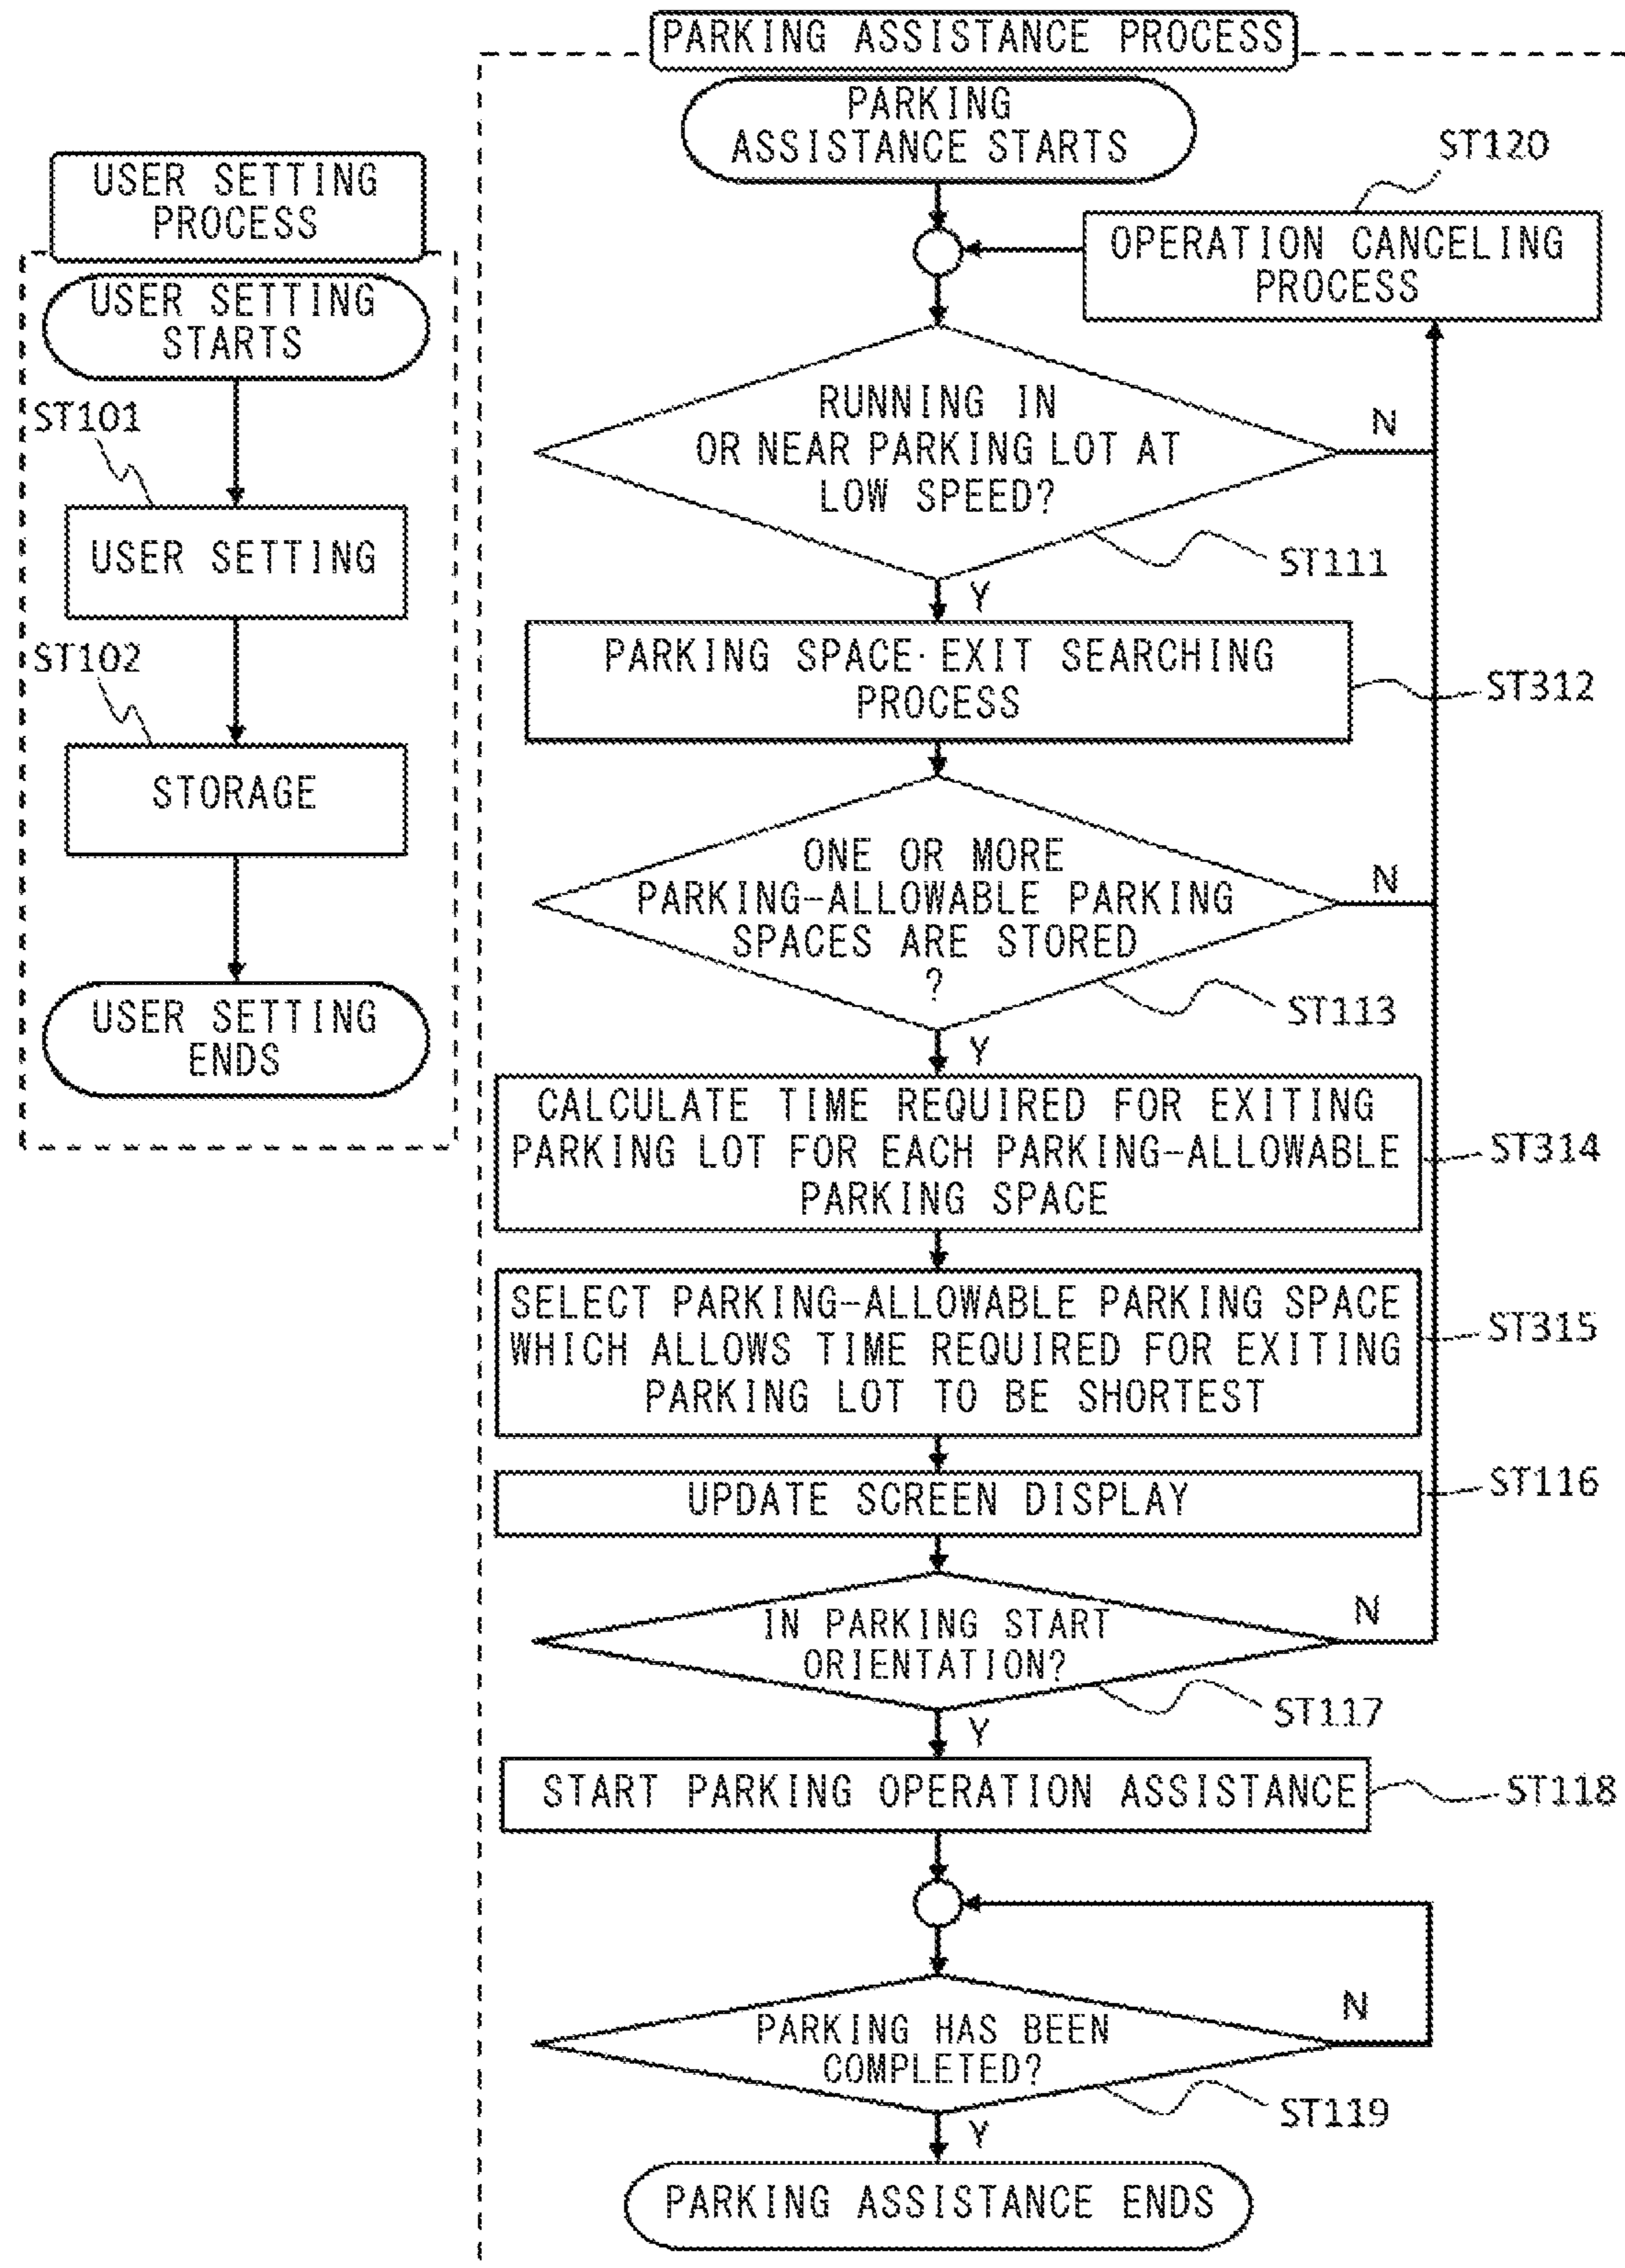 USER SETTING
PROCESS
USER SETTING
STARTS
ST101
USER SETTING
ST102
STORAGE
USER SETTING
ENDS
PARKING ASSISTANCE PROCESS
PARKING
ASSISTANCE STARTS
ST120
OPERATION CANCELING
PROCESS
RUNNING IN
OR NEAR PARKING LOT AT
LOW SPEED?
N
ST111
Y
PARKING SPACE·EXIT SEARCHING
PROCESS
ST312
ONE OR MORE
PARKING-ALLOWABLE PARKING
SPACES ARE STORED
?
N
ST113
Y
CALCULATE TIME REQUIRED FOR EXITING
PARKING LOT FOR EACH PARKING-ALLOWABLE
PARKING SPACE
ST314
SELECT PARKING-ALLOWABLE PARKING SPACE
WHICH ALLOWS TIME REQUIRED FOR EXITING
PARKING LOT TO BE SHORTEST
ST315
UPDATE SCREEN DISPLAY
ST116
IN PARKING START
ORIENTATION?
N
ST117
Y
START PARKING OPERATION ASSISTANCE
ST118
PARKING HAS BEEN
COMPLETED?
N
ST119
Y
PARKING ASSISTANCE ENDS